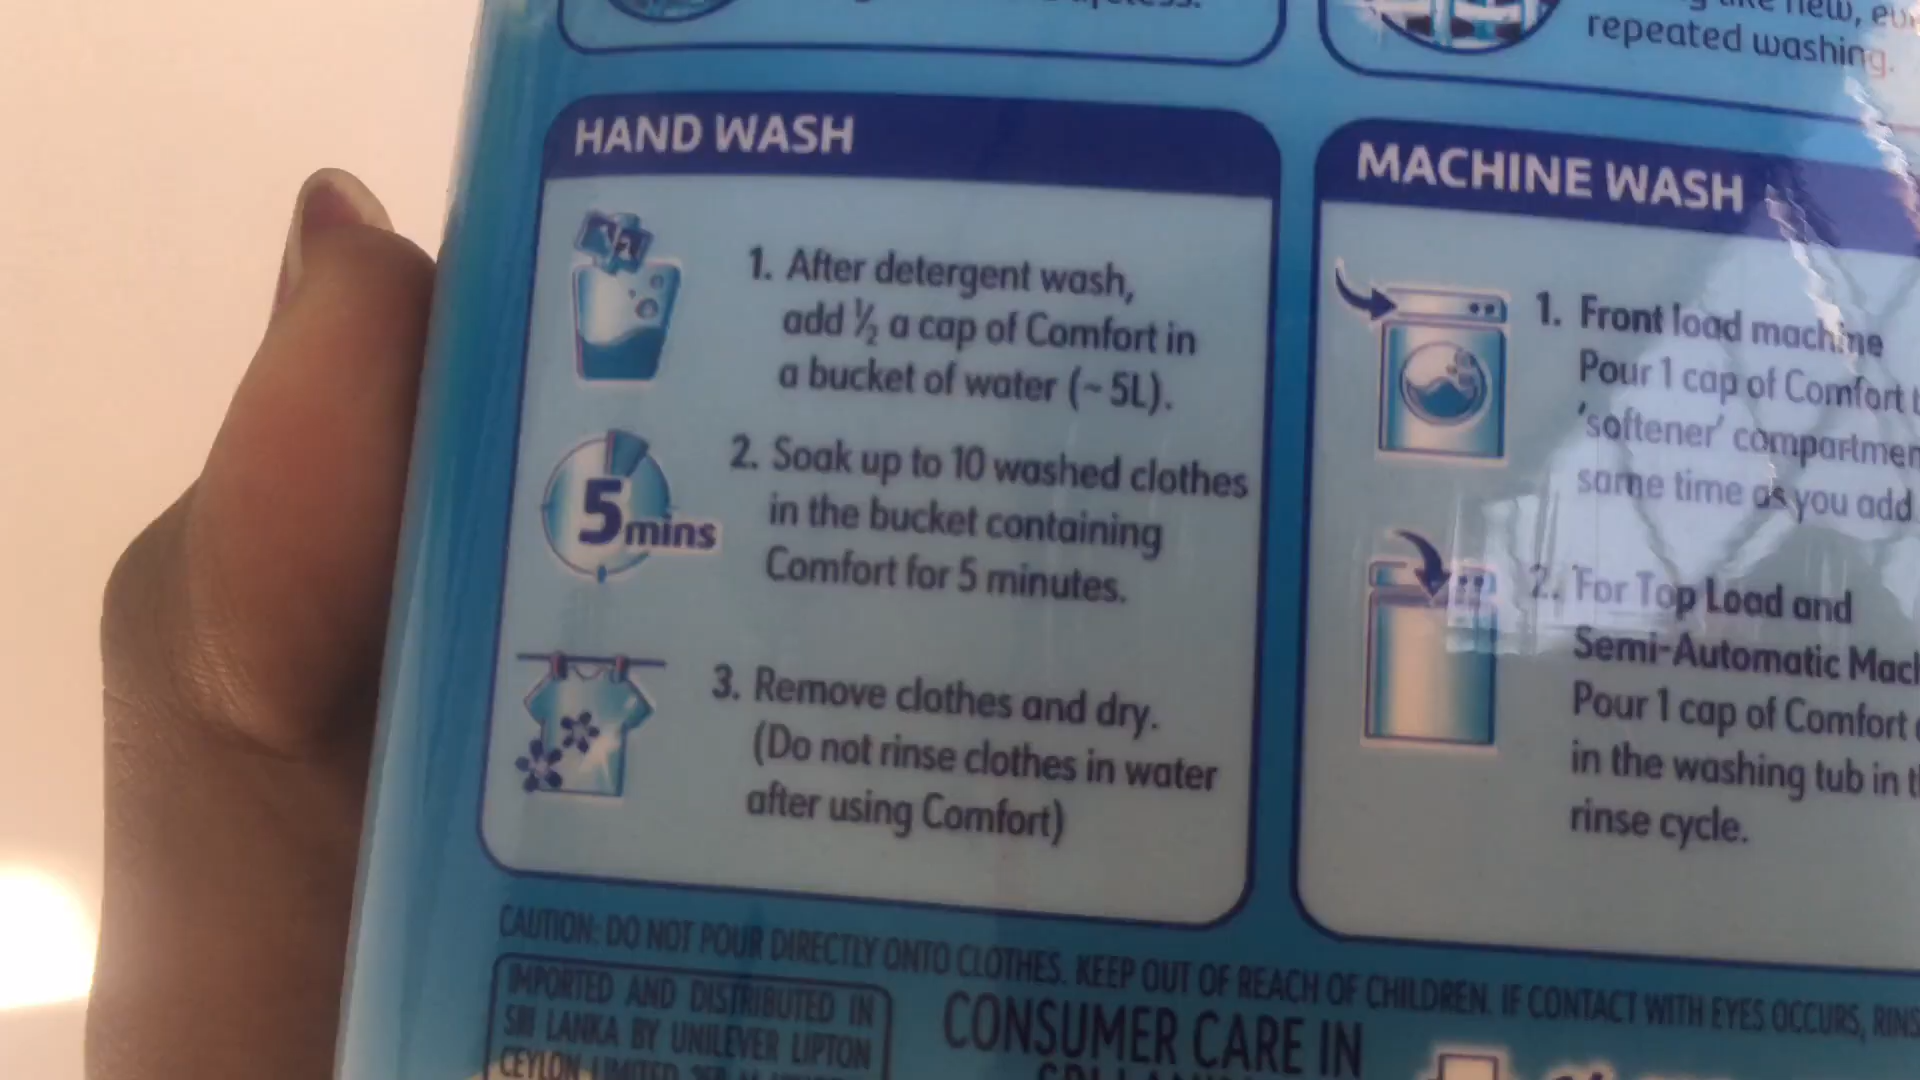 repeated washing.
HAND WASH
1. After detergent wash,
add ½ a cap of Comfort in
a bucket of water (~ 5L).
5mins
2. Soak up to 10 washed clothes
in the bucket containing
Comfort for 5 minutes.
3. Remove clothes and dry.
(Do not rinse clothes in water
after using Comfort)
MACHINE WASH
1. Front load machine
Pour 1 cap of Comfort
'softener'
same time as you add
2. For Top Load and
Semi-Automatic
Pour 1 cap of Comfort
in the washing tub in
rinse cycle.
CAUTION: DO NOT POUR DIRECTLY ONTO CLOTHES. KEEP OUT OF REACH OF CHILDREN. IF CONTACT WITH EYES OCCURS,
IMPORTED AND DISTRIBUTED IN
SRI LANKA BY UNILEVER LIPTON
CEYLON LIMITED
CONSUMER CARE IN